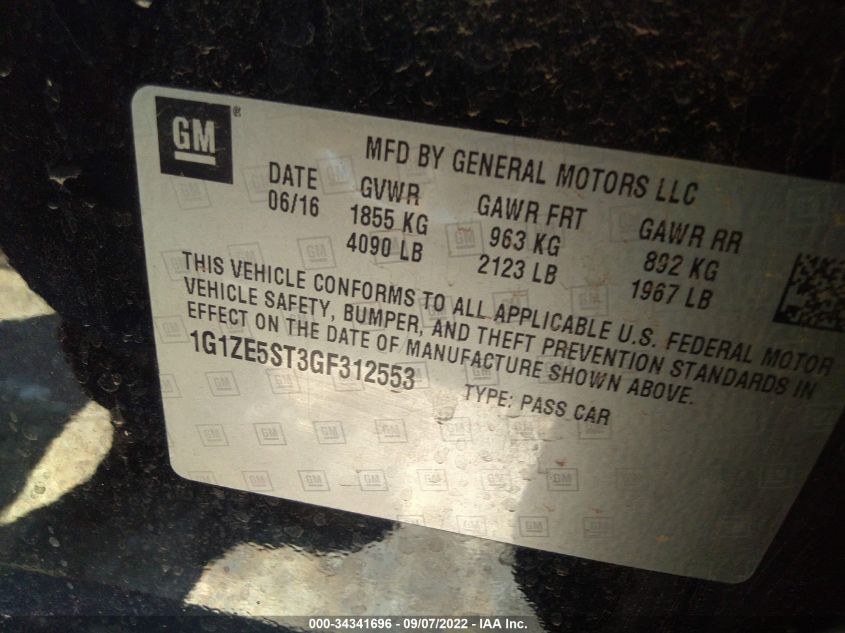 GM ®
MFD BY GENERAL MOTORS LLC
DATE GVWR GAWR FRT GAWR RR
06/16 1855 KG 963 KG 892 KG
4090 LB 2123 LB 1967 LB
THIS VEHICLE CONFORMS TO ALL APPLICABLE U.S. FEDERAL MOTOR
VEHICLE SAFETY, BUMPER, AND THEFT PREVENTION STANDARDS IN
EFFECT ON THE DATE OF MANUFACTURE SHOWN ABOVE.
1G1ZE5ST3GF312553 TYPE: PASS CAR
000-34341696 - 09/07/2022 - IAA Inc.